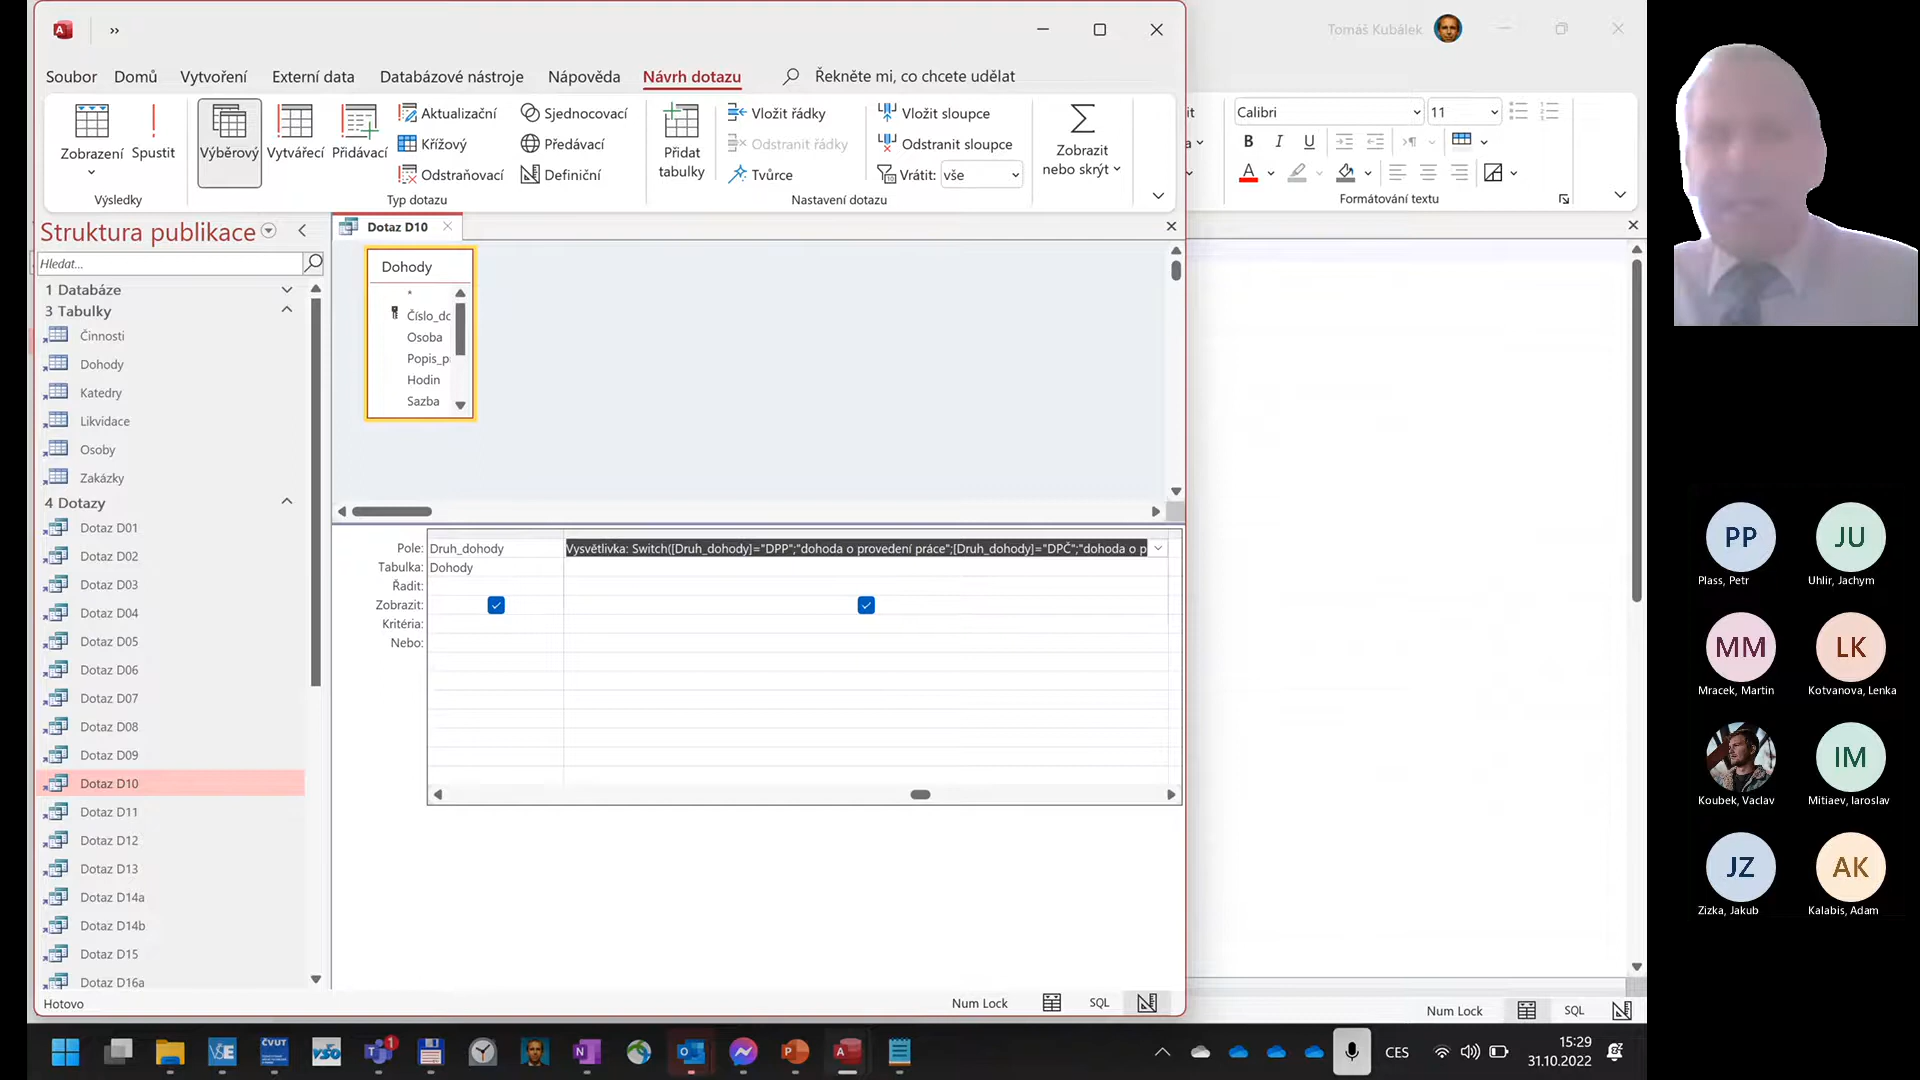 Tomáš Kubálek
Soubor Domů Vytvoření Externí data Databázové nástroje Nápověda Návrh dotazu Řekněte mi, co chcete udělat
Zobrazení Spustit
Výsledky
Výběrový Vytvářecí Přidávací
Aktualizační Sjednocovací
Křížový Předávací
Odstraňovací Definiční
Typ dotazu
Přidat
tabulky
Vložit řádky Vložit sloupce
Odstranit řádky Odstranit sloupce
Tvůrce Vrátit: vše
Nastavení dotazu
Zobrazit
nebo skrýt
Calibri 11
B I U
Formátování textu
Struktura publikace
Hledat...
1 Databáze
3 Tabulky
Činnosti
Dohody
Katedry
Likvidace
Osoby
Zakázky
4 Dotazy
Dotaz D01
Dotaz D02
Dotaz D03
Dotaz D04
Dotaz D05
Dotaz D06
Dotaz D07
Dotaz D08
Dotaz D09
Dotaz D10
Dotaz D11
Dotaz D12
Dotaz D13
Dotaz D14a
Dotaz D14b
Dotaz D15
Dotaz D16a
Dotaz D10
Dohody
*
Číslo_do
Osoba
Popis_p
Hodin
Sazba
Pole: Druh_dohody Vysvětlivka: Switch([Druh_dohody]="DPP";"dohoda o provedení práce";[Druh_dohody]="DPČ";"dohoda o p
Tabulka: Dohody
Řadit:
Zobrazit:
Kritéria:
Nebo:
Hotovo
Num Lock SQL
Num Lock SQL
CES
15:29
31.10.2022
PP
Plass, Petr
JU
Uhlir, Jachym
MM
Mracek, Martin
LK
Kotvanova, Lenka
Koubek, Vaclav
IM
Mitiaev, Iaroslav
JZ
Zizka, Jakub
AK
Kalabis, Adam